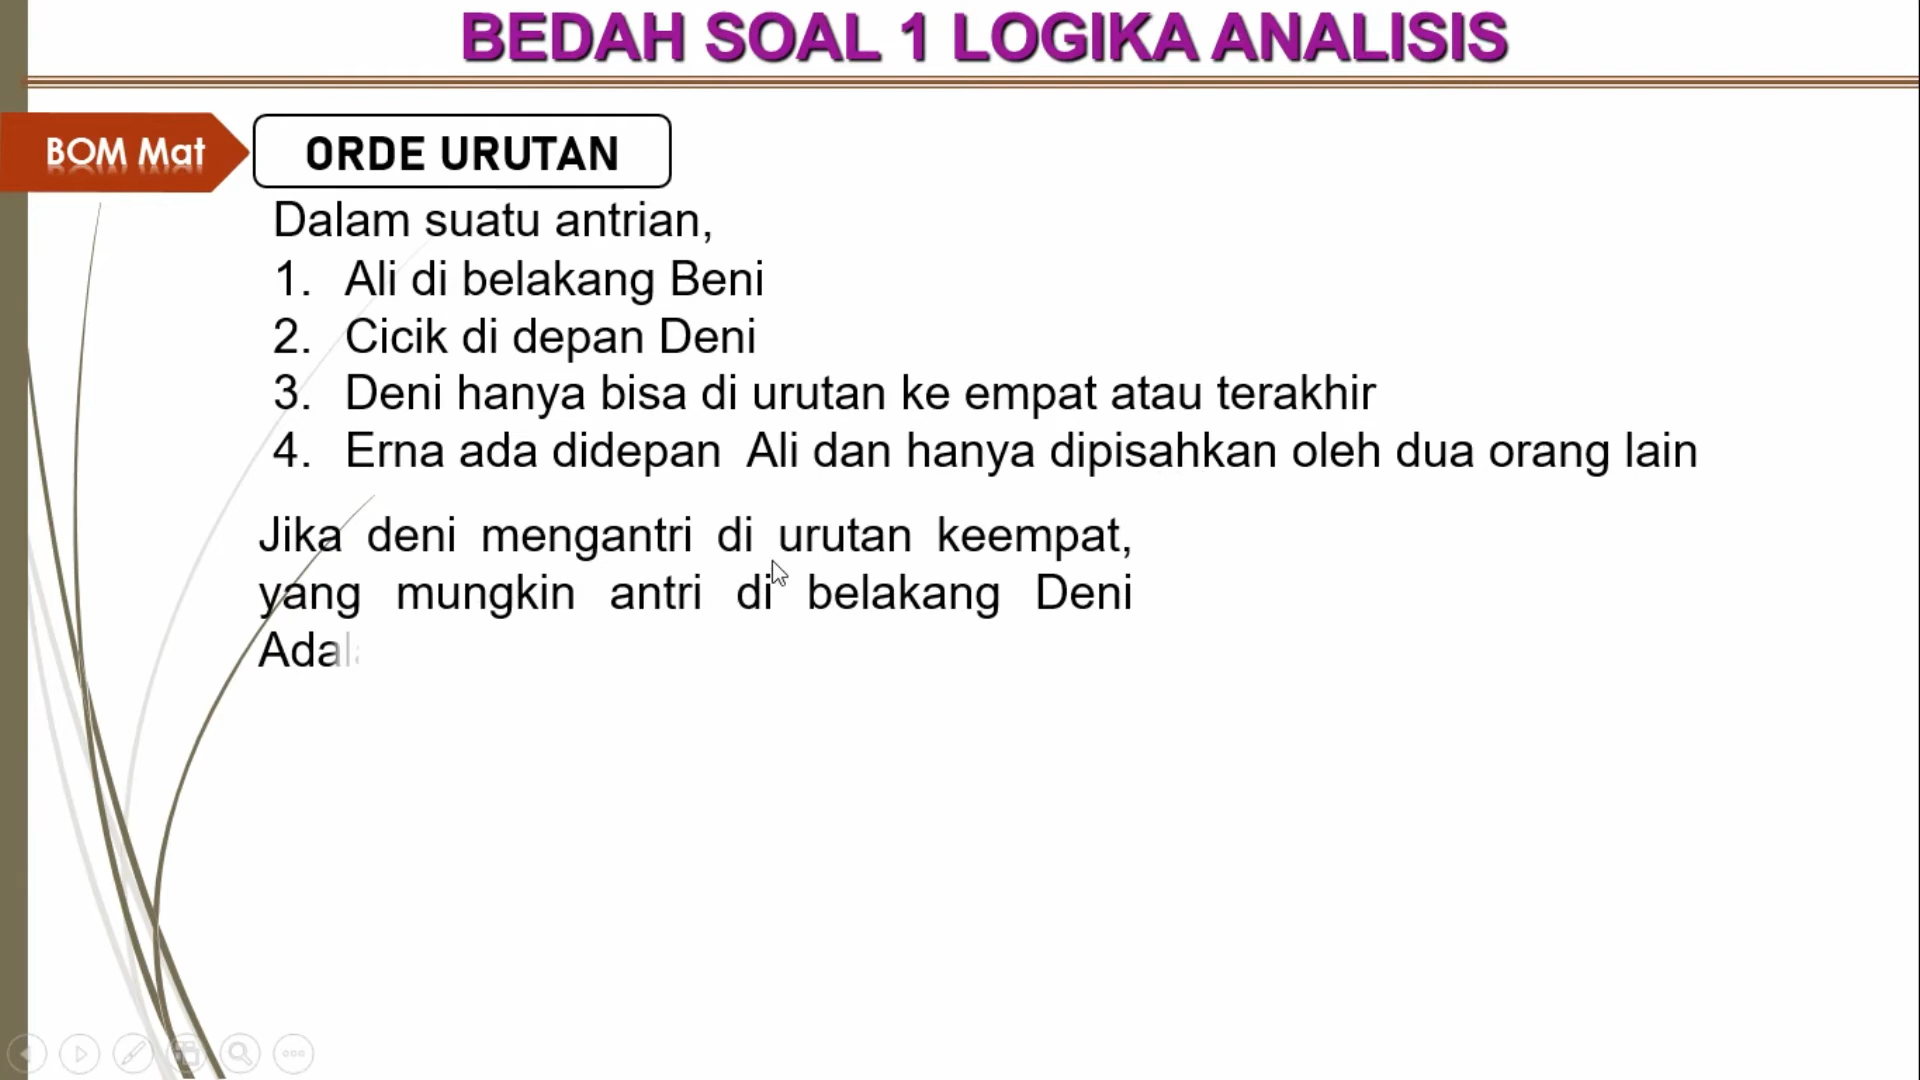 BEDAH SOAL 1 LOGIKA ANALISIS
BOM Mat
ORDE URUTAN
Dalam suatu antrian,
1. Ali di belakang Beni
2. Cicik di depan Deni
3. Deni hanya bisa di urutan ke empat atau terakhir
4. Erna ada didepan Ali dan hanya dipisahkan oleh dua orang lain
Jika deni mengantri di urutan keempat,
yang mungkin antri di belakang Deni